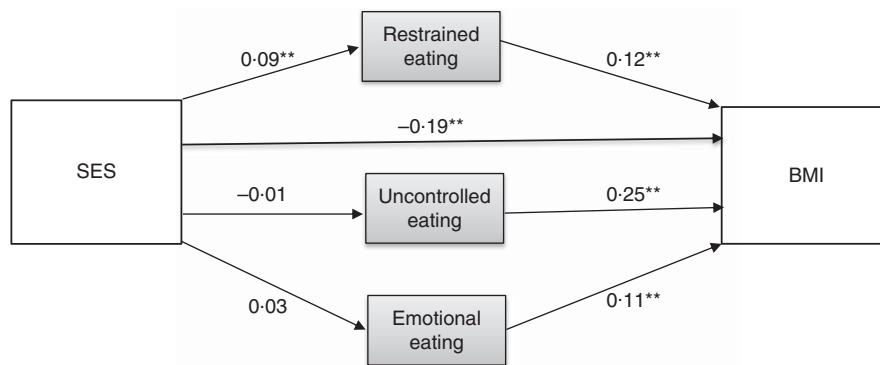 Restrained
eating
0·09**
0·12**
–0·19**
SES
BMI
–0·01
Uncontrolled
eating
0·25**
0·03
Emotional
eating
0·11**